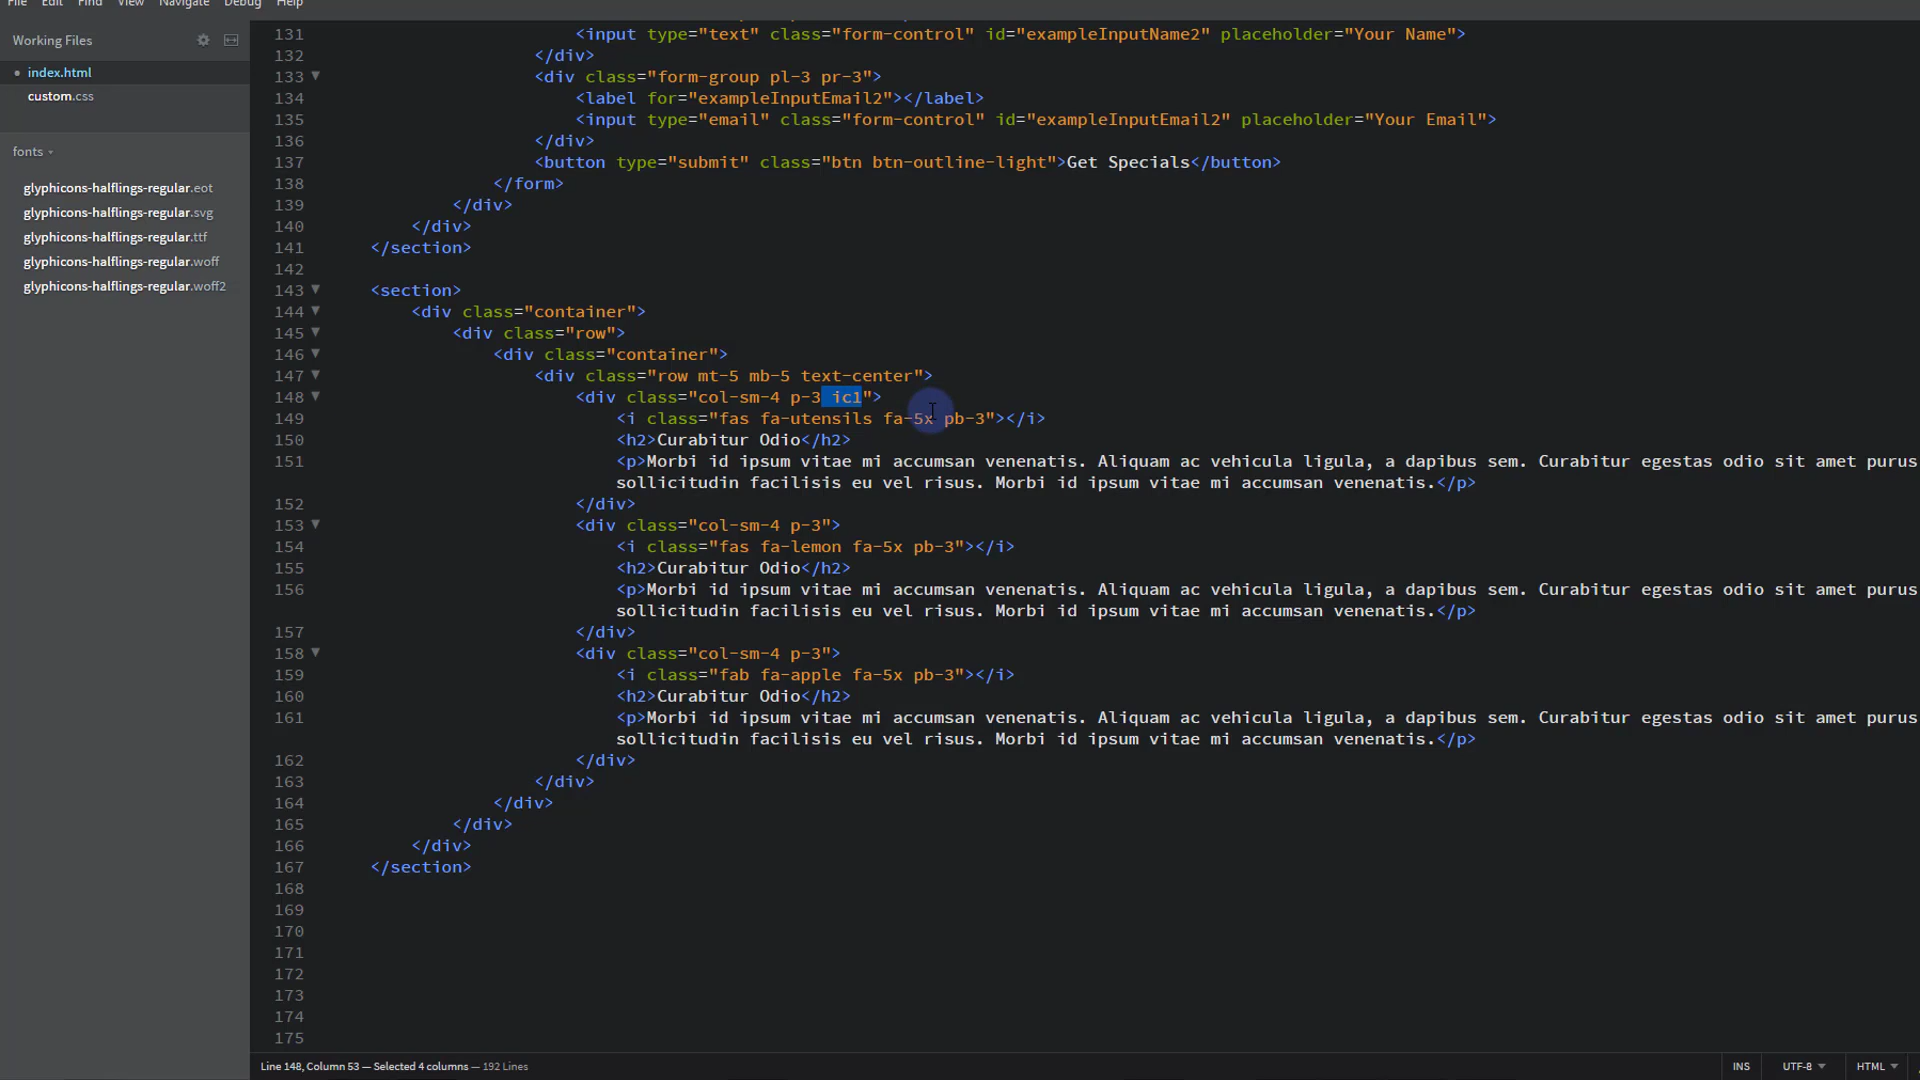 File Edit Find View Navigate Debug Help
Working Files
index.html
custom.css
fonts
glyphicons-halflings-regular.eot
glyphicons-halflings-regular.svg
glyphicons-halflings-regular.ttf
glyphicons-halflings-regular.woff
glyphicons-halflings-regular.woff2
131 <input type="text" class="form-control" id="exampleInputName2" placeholder="Your Name">
132 </div>
133 <div class="form-group pl-3 pr-3">
134 <label for="exampleInputEmail2"></label>
135 <input type="email" class="form-control" id="exampleInputEmail2" placeholder="Your Email">
136 </div>
137 <button type="submit" class="btn btn-outline-light">Get Specials</button>
138 </form>
139 </div>
140 </div>
141 </section>
142
143 <section>
144 <div class="container">
145 <div class="row">
146 <div class="container">
147 <div class="row mt-5 mb-5 text-center">
148 <div class="col-sm-4 p-3 ic1">
149 <i class="fas fa-utensils fa-5x pb-3"></i>
150 <h2>Curabitur Odio</h2>
151 <p>Morbi id ipsum vitae mi accumsan venenatis. Aliquam ac vehicula ligula, a dapibus sem. Curabitur egestas odio sit amet purus
sollicitudin facilisis eu vel risus. Morbi id ipsum vitae mi accumsan venenatis.</p>
152 </div>
153 <div class="col-sm-4 p-3">
154 <i class="fas fa-lemon fa-5x pb-3"></i>
155 <h2>Curabitur Odio</h2>
156 <p>Morbi id ipsum vitae mi accumsan venenatis. Aliquam ac vehicula ligula, a dapibus sem. Curabitur egestas odio sit amet purus
sollicitudin facilisis eu vel risus. Morbi id ipsum vitae mi accumsan venenatis.</p>
157 </div>
158 <div class="col-sm-4 p-3">
159 <i class="fab fa-apple fa-5x pb-3"></i>
160 <h2>Curabitur Odio</h2>
161 <p>Morbi id ipsum vitae mi accumsan venenatis. Aliquam ac vehicula ligula, a dapibus sem. Curabitur egestas odio sit amet purus
sollicitudin facilisis eu vel risus. Morbi id ipsum vitae mi accumsan venenatis.</p>
162 </div>
163 </div>
164 </div>
165 </div>
166 </div>
167 </section>
168
169
170
171
172
173
174
175
Line 148, Column 53 — Selected 4 columns — 192 Lines INS UTF-8 HTML